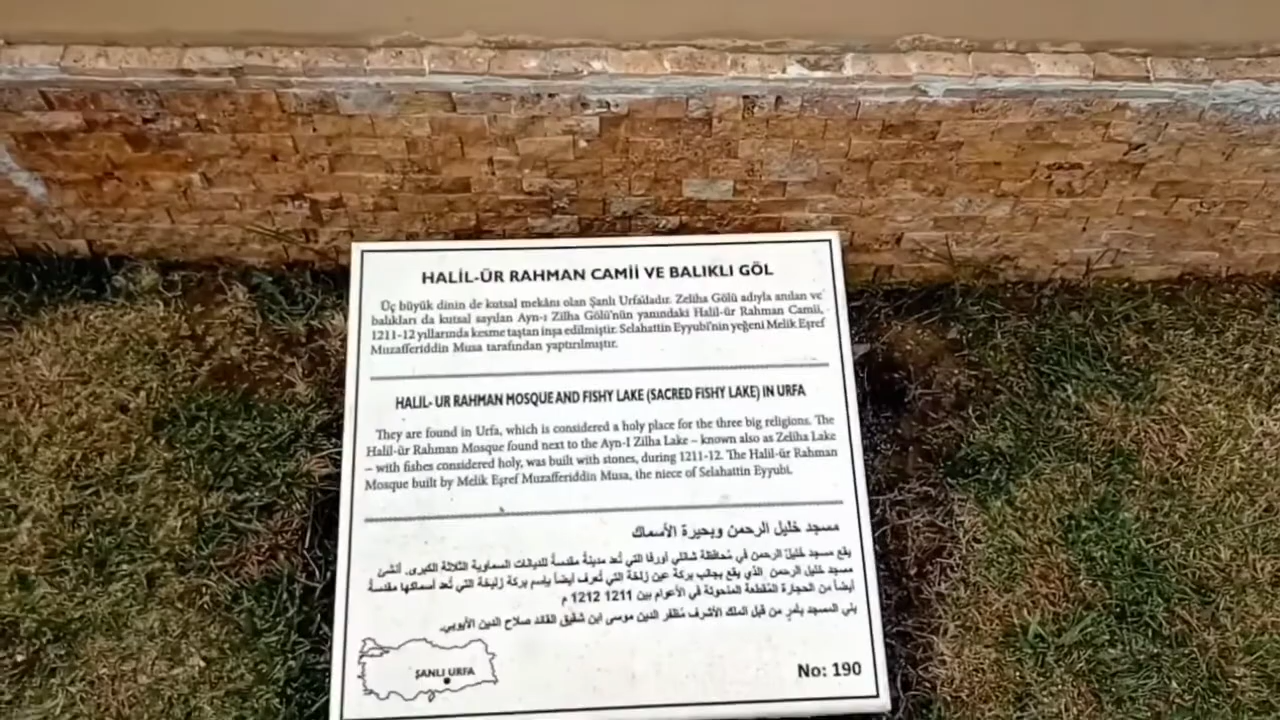 HALİL-ÜR RAHMAN CAMİİ VE BALIKLI GÖL
Üç büyük dinin de kutsal mekânı olan Şanlı Urfa'dadır. Zeliha Gölü adıyla anılan ve
balıkları da kutsal sayılan Ayn-ı Zilha Gölü'nün yanındaki Halil-ür Rahman Camii,
1211-12 yıllarında kesme taştan inşa edilmiştir. Selahattin Eyyubi'nin yeğeni Melik Eşref
Muzafferiddin Musa tarafından yaptırılmıştır.
HALIL- UR RAHMAN MOSQUE AND FISHY LAKE (SACRED FISHY LAKE) IN URFA
They are found in Urfa, which is considered a holy place for the three big religions. The
Halil-ür Rahman Mosque found next to the Ayn-I Zilha Lake – known also as Zeliha Lake
– with fishes considered holy, was built with stones, during 1211-12. The Halil-ür Rahman
Mosque built by Melik Eşref Muzafferiddin Musa, the niece of Selahattin Eyyubi.
مسجد خليل الرحمن وبحيرة الأسماك
يقع مسجد خليل الرحمن في مُحافظة شانلي أورفا التي تُعد مدينةً مقدسةً للديانات السماوية الثلاثة الكبرى. أنشئ
مسجد خليل الرحمن الذي يقع بجانب بركة عين زلخة التي تُعرف أيضاً باسم بركة زليخة التي تُعد أسماكها مقدسةً
أيضاً من الحجارة المُقطعة المنحوتة في الأعوام بين 1211 1212 م
بني المسجد بأمرٍ من قبل الملك الأشرف مُظفر الدين موسى ابن شقيق القائد صلاح الدين الأيوبي.
ŞANLI URFA
No: 190